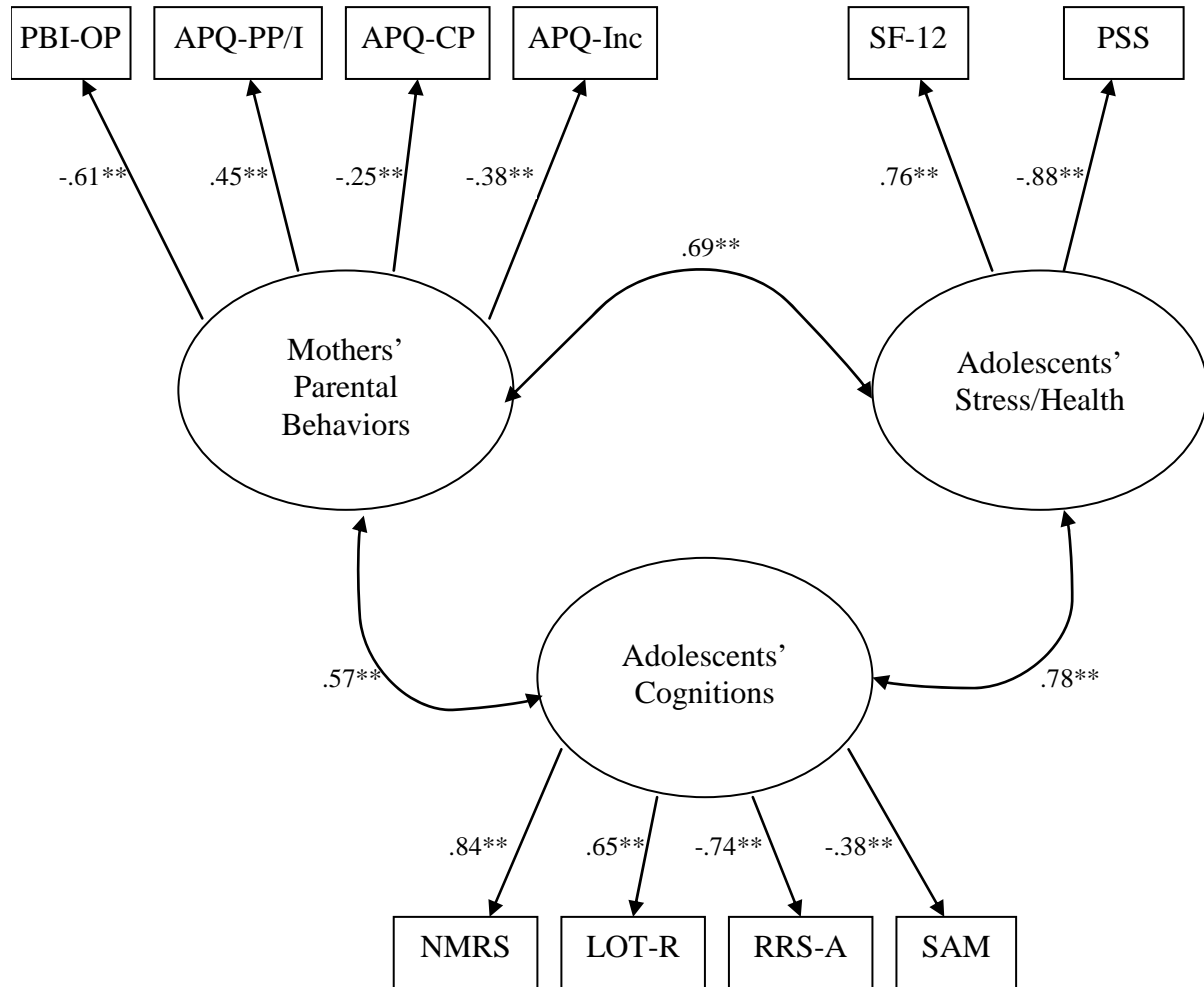 PBI-OP
APQ-PP/I
APQ-CP
APQ-Inc
SF-12
PSS
-.61**
.45**
-.25**
-.38**
.76**
-.88**
.69**
Mothers’
Parental
Behaviors
Adolescents’
Stress/Health
.57**
Adolescents’
Cognitions
.78**
.84**
.65**
-.74**
-.38**
NMRS
LOT-R
RRS-A
SAM